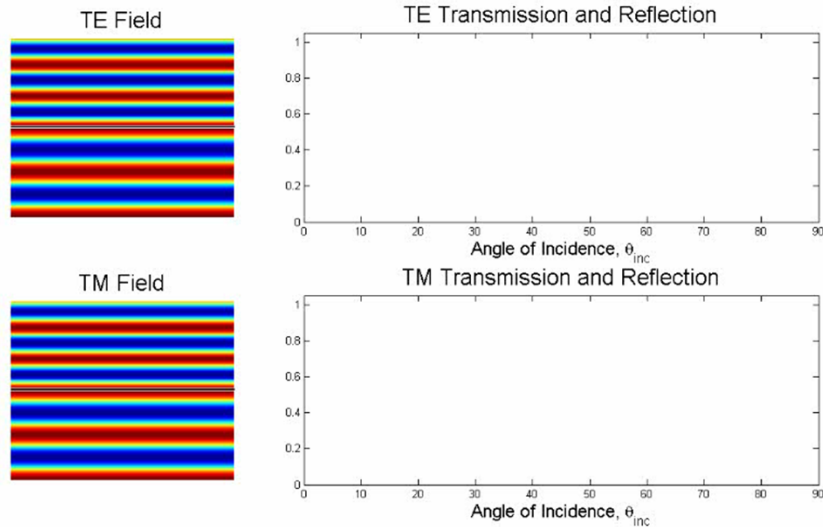 TE Field
TE Transmission and Reflection
1
0.8
0.6
0.4
0.2
0
0 10 20 30 40 50 60 70 80 90
Angle of Incidence, θinc
TM Field
TM Transmission and Reflection
1
0.8
0.6
0.4
0.2
0
0 10 20 30 40 50 60 70 80 90
Angle of Incidence, θinc